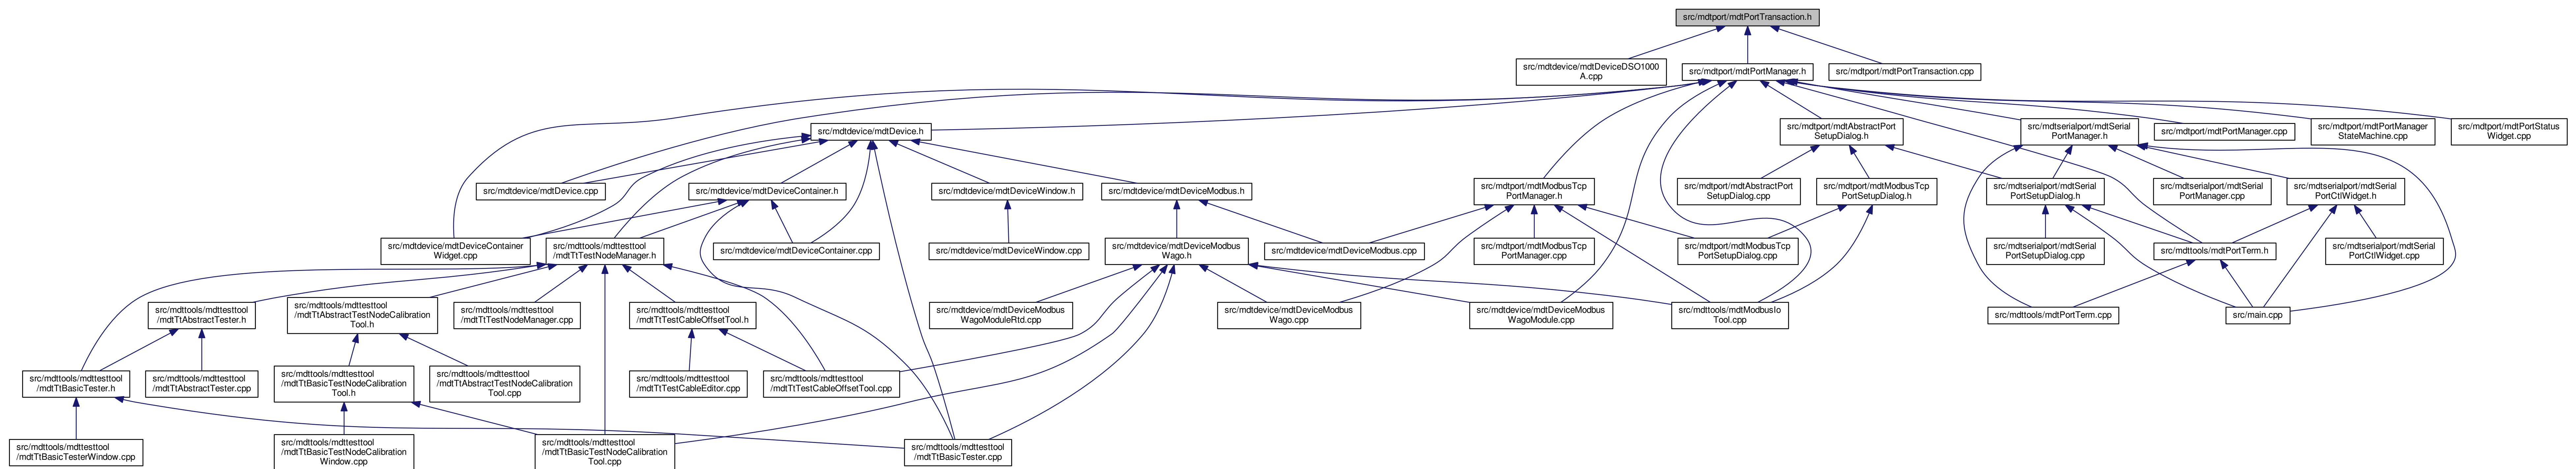 src/mdtport/mdtPortTransaction.h
src/mdtdevice/mdtDeviceDSO1000
A.cpp
src/mdtport/mdtPortManager.h
src/mdtport/mdtPortTransaction.cpp
src/mdtdevice/mdtDevice.h
src/mdtport/mdtAbstractPort
SetupDialog.h
src/mdtserialport/mdtSerial
PortManager.h
src/mdtport/mdtPortManager.cpp
src/mdtport/mdtPortManager
StateMachine.cpp
src/mdtport/mdtPortStatus
Widget.cpp
src/mdtdevice/mdtDevice.cpp
src/mdtdevice/mdtDeviceContainer.h
src/mdtdevice/mdtDeviceWindow.h
src/mdtdevice/mdtDeviceModbus.h
src/mdtport/mdtModbusTcp
PortManager.h
src/mdtport/mdtAbstractPort
SetupDialog.cpp
src/mdtport/mdtModbusTcp
PortSetupDialog.h
src/mdtserialport/mdtSerial
PortSetupDialog.h
src/mdtserialport/mdtSerial
PortManager.cpp
src/mdtserialport/mdtSerial
PortCtlWidget.h
src/mdtdevice/mdtDeviceContainer
Widget.cpp
src/mdttools/mdttesttool
/mdtTtTestNodeManager.h
src/mdtdevice/mdtDeviceContainer.cpp
src/mdtdevice/mdtDeviceWindow.cpp
src/mdtdevice/mdtDeviceModbus
Wago.h
src/mdtdevice/mdtDeviceModbus.cpp
src/mdtport/mdtModbusTcp
PortManager.cpp
src/mdtport/mdtModbusTcp
PortSetupDialog.cpp
src/mdtserialport/mdtSerial
PortSetupDialog.cpp
src/mdttools/mdtPortTerm.h
src/mdtserialport/mdtSerial
PortCtlWidget.cpp
src/mdttools/mdttesttool
/mdtTtAbstractTester.h
src/mdttools/mdttesttool
/mdtTtAbstractTestNodeCalibration
Tool.h
src/mdttools/mdttesttool
/mdtTtTestNodeManager.cpp
src/mdttools/mdttesttool
/mdtTtTestCableOffsetTool.h
src/mdtdevice/mdtDeviceModbus
WagoModuleRtd.cpp
src/mdtdevice/mdtDeviceModbus
Wago.cpp
src/mdtdevice/mdtDeviceModbus
WagoModule.cpp
src/mdttools/mdtModbusIo
Tool.cpp
src/mdttools/mdtPortTerm.cpp
src/main.cpp
src/mdttools/mdttesttool
/mdtTtBasicTester.h
src/mdttools/mdttesttool
/mdtTtAbstractTester.cpp
src/mdttools/mdttesttool
/mdtTtBasicTestNodeCalibration
Tool.h
src/mdttools/mdttesttool
/mdtTtAbstractTestNodeCalibration
Tool.cpp
src/mdttools/mdttesttool
/mdtTtTestCableEditor.cpp
src/mdttools/mdttesttool
/mdtTtTestCableOffsetTool.cpp
src/mdttools/mdttesttool
/mdtTtBasicTesterWindow.cpp
src/mdttools/mdttesttool
/mdtTtBasicTestNodeCalibration
Window.cpp
src/mdttools/mdttesttool
/mdtTtBasicTestNodeCalibration
Tool.cpp
src/mdttools/mdttesttool
/mdtTtBasicTester.cpp